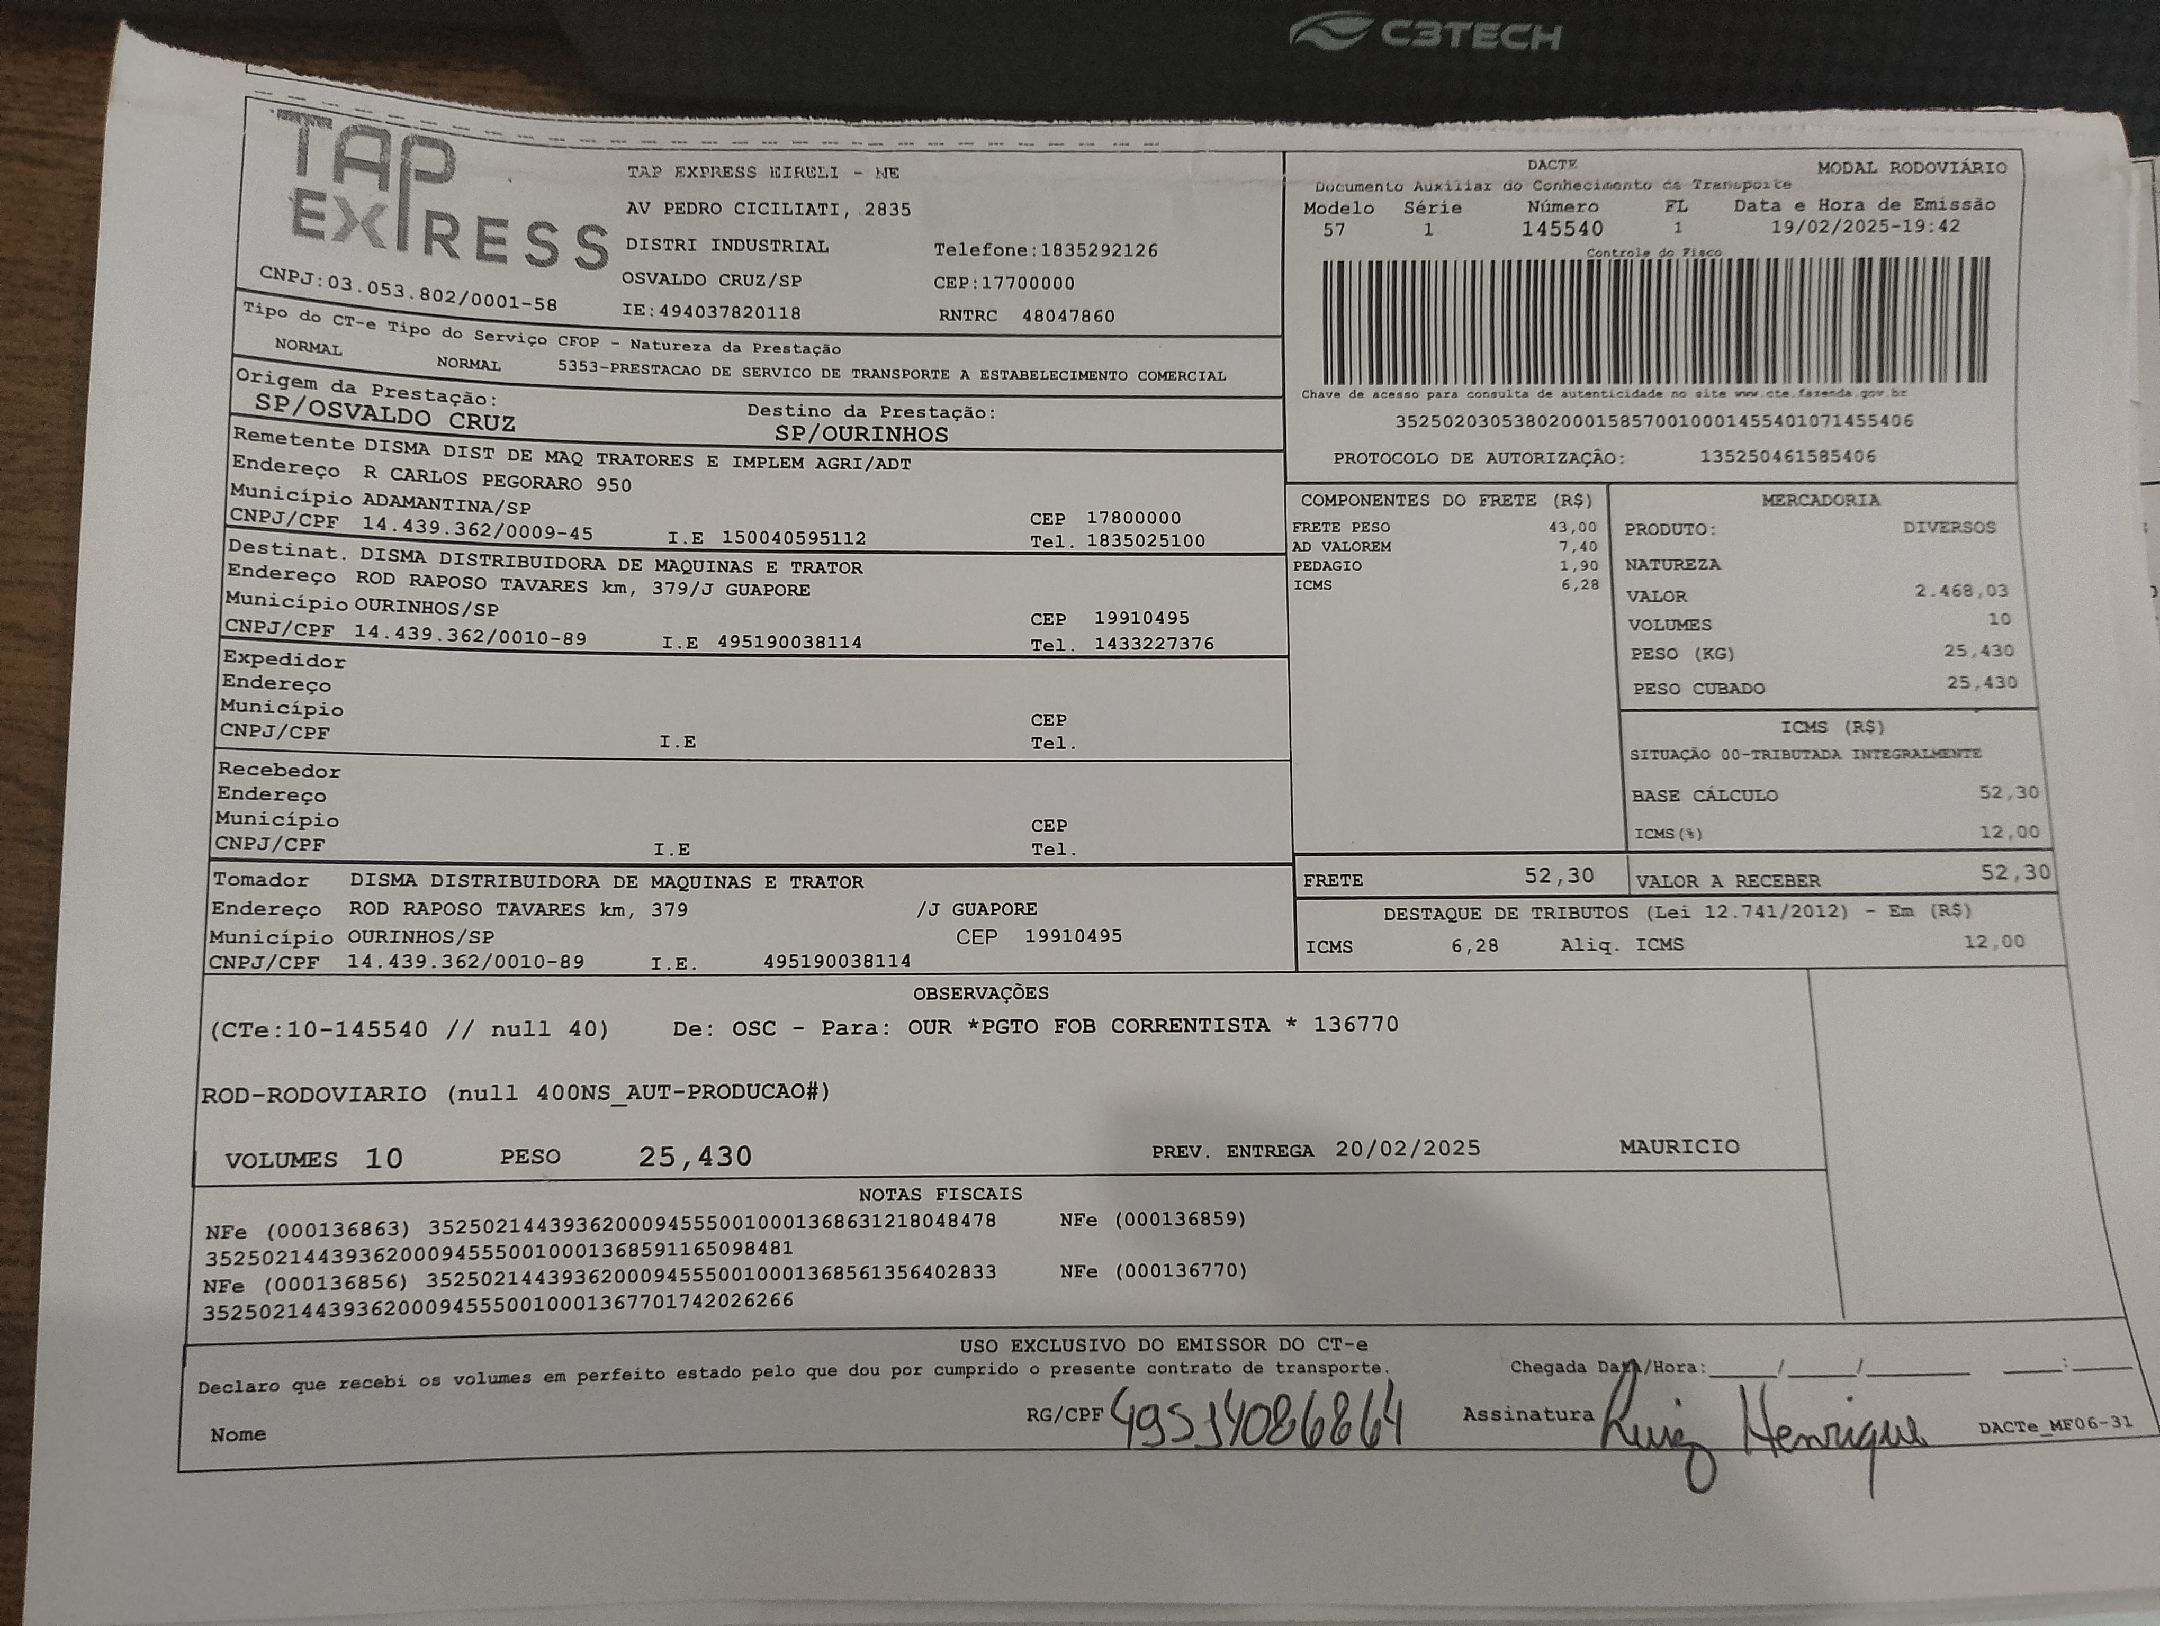 C3TECH
TAP EXPRESS
TAP EXPRESS EIRELI - NE
AV PEDRO CICILIATI, 2835
DISTRI INDUSTRIAL Telefone:1835292126
OSVALDO CRUZ/SP CEP:17700000
CNPJ:03.053.802/0001-58 IE:494037820118 RNTRC 48047860
DACTE MODAL RODOVIÁRIO
Documento Auxiliar do Conhecimento de Transporte
Modelo Série Número FL Data e Hora de Emissão
57 1 145540 1 19/02/2025-19:42
Controle do Fisco
Chave de acesso para consulta de autenticidade no site www.cte.fazenda.gov.br
35250203053802000158570010001455401071455406
PROTOCOLO DE AUTORIZAÇÃO: 135250461585406
Tipo do CT-e Tipo do Serviço CFOP - Natureza da Prestação
NORMAL NORMAL 5353-PRESTACAO DE SERVICO DE TRANSPORTE A ESTABELECIMENTO COMERCIAL
Origem da Prestação: Destino da Prestação:
SP/OSVALDO CRUZ SP/OURINHOS
Remetente DISMA DIST DE MAQ TRATORES E IMPLEM AGRI/ADT
Endereço R CARLOS PEGORARO 950
Município ADAMANTINA/SP CEP 17800000
CNPJ/CPF 14.439.362/0009-45 I.E 150040595112 Tel. 1835025100
Destinat. DISMA DISTRIBUIDORA DE MAQUINAS E TRATOR
Endereço ROD RAPOSO TAVARES km, 379/J GUAPORE
Município OURINHOS/SP CEP 19910495
CNPJ/CPF 14.439.362/0010-89 I.E 495190038114 Tel. 1433227376
Expedidor
Endereço
Município CEP
CNPJ/CPF I.E Tel.
Recebedor
Endereço
Município CEP
CNPJ/CPF I.E Tel.
Tomador DISMA DISTRIBUIDORA DE MAQUINAS E TRATOR
Endereço ROD RAPOSO TAVARES km, 379 /J GUAPORE
Município OURINHOS/SP CEP 19910495
CNPJ/CPF 14.439.362/0010-89 I.E. 495190038114
COMPONENTES DO FRETE (R$)
FRETE PESO 43,00
AD VALOREM 7,40
PEDAGIO 1,90
ICMS 6,28
MERCADORIA
PRODUTO: DIVERSOS
NATUREZA
VALOR 2.468,03
VOLUMES 10
PESO (KG) 25,430
PESO CUBADO 25,430
ICMS (R$)
SITUAÇÃO 00-TRIBUTADA INTEGRALMENTE
BASE CÁLCULO 52,30
ICMS(%) 12,00
FRETE 52,30 VALOR A RECEBER 52,30
DESTAQUE DE TRIBUTOS (Lei 12.741/2012) - Em (R$)
ICMS 6,28 Aliq. ICMS 12,00
OBSERVAÇÕES
(CTe:10-145540 // null 40) De: OSC - Para: OUR *PGTO FOB CORRENTISTA * 136770
ROD-RODOVIARIO (null 400NS_AUT-PRODUCAO#)
VOLUMES 10 PESO 25,430 PREV. ENTREGA 20/02/2025 MAURICIO
NOTAS FISCAIS
NFe (000136863) 35250214439362000945550010001368631218048478 NFe (000136859)
35250214439362000945550010001368591165098481
NFe (000136856) 35250214439362000945550010001368561356402833 NFe (000136770)
35250214439362000945550010001367701742026266
USO EXCLUSIVO DO EMISSOR DO CT-e
Declaro que recebi os volumes em perfeito estado pelo que dou por cumprido o presente contrato de transporte. Chegada Data/Hora:____/____/______ ___:____
Nome RG/CPF 49514086864 Assinatura Luiz Henrique DACTe_MF06-31